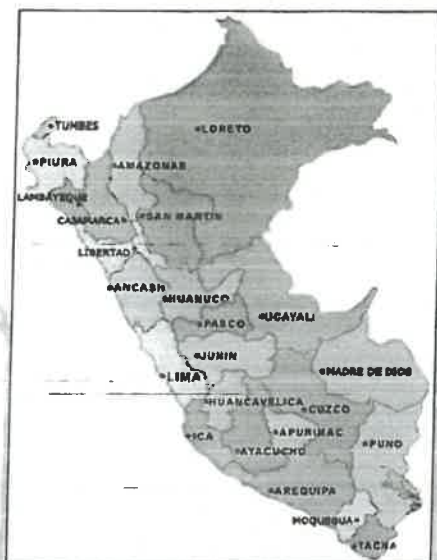 TUMBES
LORETO
PIURA
AMAZONAS
LAMBAYEQUE
CAJAMARCA
SAN MARTIN
LIBERTAD
ANCASH
HUANUCO
UCAYALI
PASCO
JUNIN
LIMA
MADRE DE DIOS
HUANCAVELICA
CUZCO
ICA
APURIMAC
PUNO
AYACUCHO
AREQUIPA
MOQUEGUA
TACNA